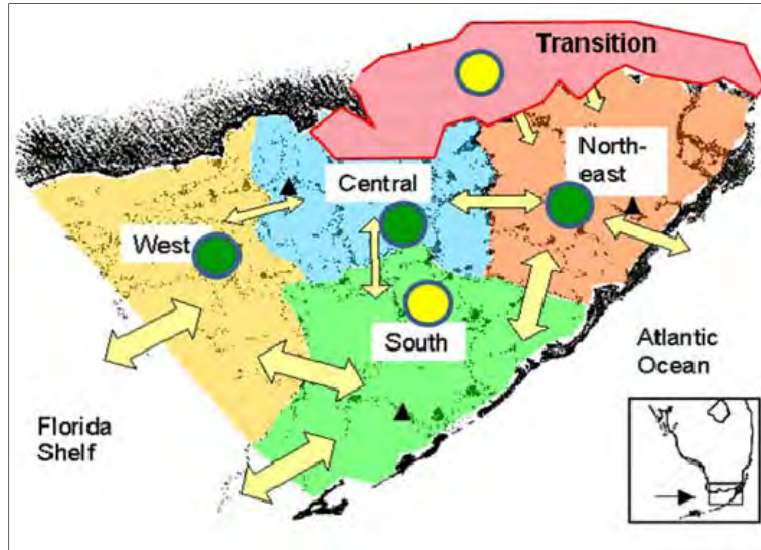 Transition
North-
east
Central
West
South
Atlantic
Ocean
Florida
Shelf